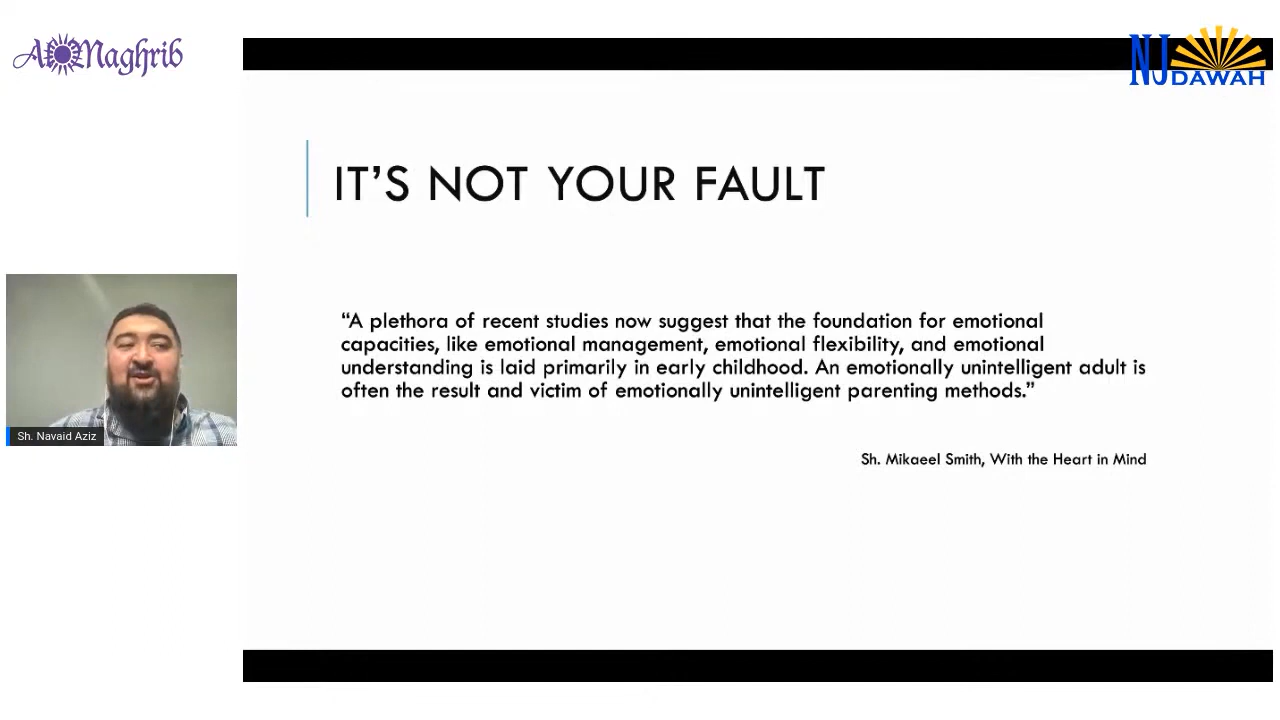 AlMaghrib
NJ
DAWAH
IT’S NOT YOUR FAULT
“A plethora of recent studies now suggest that the foundation for emotional
capacities, like emotional management, emotional flexibility, and emotional
understanding is laid primarily in early childhood. An emotionally unintelligent adult is
often the result and victim of emotionally unintelligent parenting methods.”
Sh. Mikaeel Smith, With the Heart in Mind
Sh. Navaid Aziz